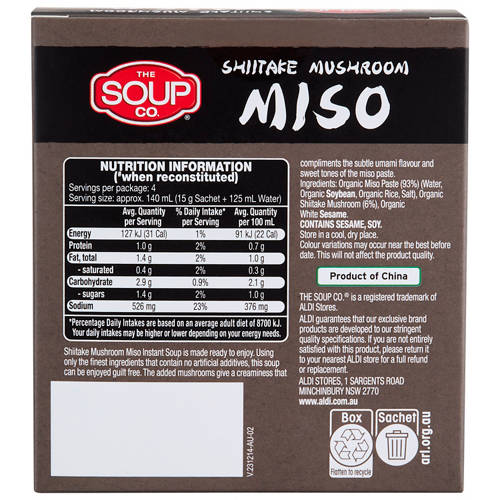 THE
SOUP
CO.®
SHIITAKE MUSHROOM
MISO
NUTRITION INFORMATION
(*when reconstituted)
Servings per package: 4
Serving size: approx. 140 mL (15 g Sachet + 125 mL Water)
Avg. Quantity per Serving % Daily Intake* per Serving Avg. Quantity per 100 mL
Energy 127 kJ (31 Cal) 1% 91 kJ (22 Cal)
Protein 1.0 g 2% 0.7 g
Fat, total 1.4 g 2% 1.0 g
- saturated 0.4 g 2% 0.3 g
Carbohydrate 2.9 g 0.9% 2.1 g
- sugars 1.4 g 2% 1.0 g
Sodium 526 mg 23% 376 mg
*Percentage Daily Intakes are based on an average adult diet of 8700 kJ.
Your daily intakes may be higher or lower depending on your energy needs.
Shiitake Mushroom Miso Instant Soup is made ready to enjoy. Using
only the finest ingredients that contain no artificial additives, this soup
can be enjoyed guilt free. The added mushrooms give a creaminess that
compliments the subtle umami flavour and
sweet tones of the miso paste.
Ingredients: Organic Miso Paste (93%) (Water,
Organic Soybean, Organic Rice, Salt), Organic
Shiitake Mushroom (6%), Organic
White Sesame.
CONTAINS SESAME, SOY.
Store in a cool, dry place.
Colour variations may occur near the best before
date. This will not affect the product quality.
Product of China
THE SOUP CO.® is a registered trademark of
ALDI Stores.
ALDI guarantees that our exclusive brand
products are developed to our stringent
quality specifications. If you are not entirely
satisfied with this product, please return it
to your nearest ALDI store for a full refund
or replacement.
ALDI STORES, 1 SARGENTS ROAD
MINCHINBURY NSW 2770
www.aldi.com.au
Box
Flatten to recycle
Sachet
arl.org.au
V.231214-AU-02